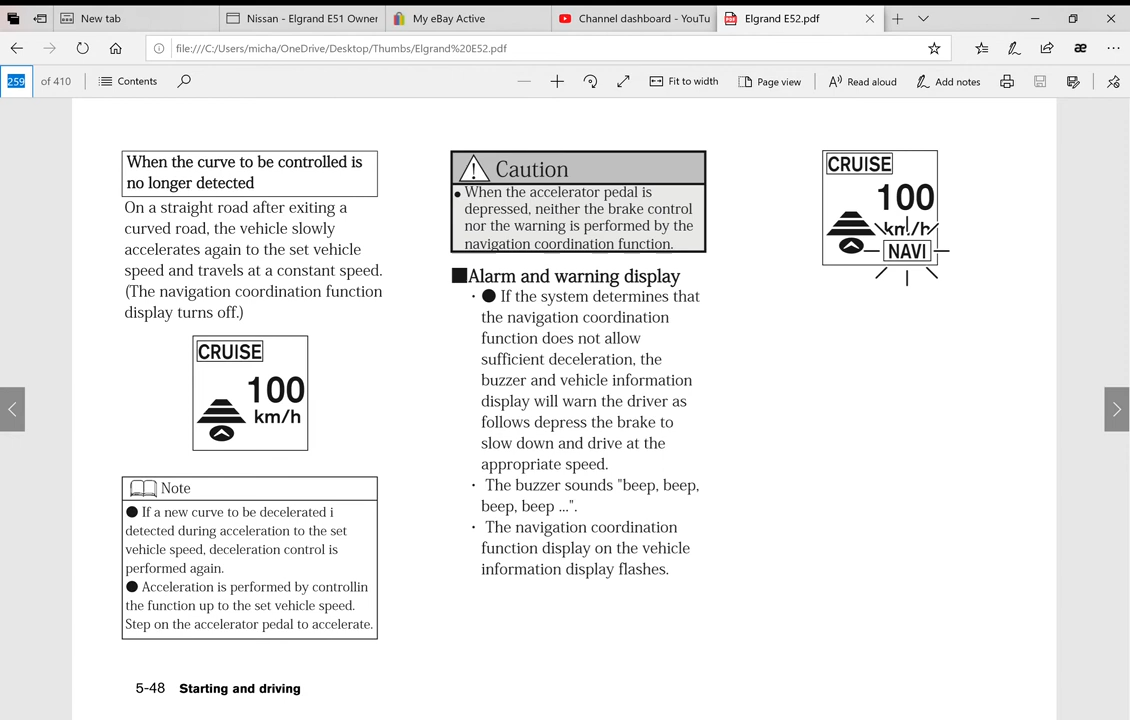 New tab
Nissan - Elgrand E51 Owner
My eBay Active
Channel dashboard - YouTu
Elgrand E52.pdf
file:///C:/Users/micha/OneDrive/Desktop/Thumbs/Elgrand%20E52.pdf
259 of 410
Contents
Fit to width
Page view
Read aloud
Add notes
When the curve to be controlled is
no longer detected
On a straight road after exiting a
curved road, the vehicle slowly
accelerates again to the set vehicle
speed and travels at a constant speed.
(The navigation coordination function
display turns off.)
CRUISE
100
km/h
Note
● If a new curve to be decelerated i
detected during acceleration to the set
vehicle speed, deceleration control is
performed again.
● Acceleration is performed by controllin
the function up to the set vehicle speed.
Step on the accelerator pedal to accelerate.
5-48 Starting and driving
Caution
● When the accelerator pedal is
depressed, neither the brake control
nor the warning is performed by the
navigation coordination function.
■Alarm and warning display
・ ● If the system determines that
the navigation coordination
function does not allow
sufficient deceleration, the
buzzer and vehicle information
display will warn the driver as
follows depress the brake to
slow down and drive at the
appropriate speed.
・ The buzzer sounds "beep, beep,
beep, beep ...".
・ The navigation coordination
function display on the vehicle
information display flashes.
CRUISE
100
km/h
NAVI